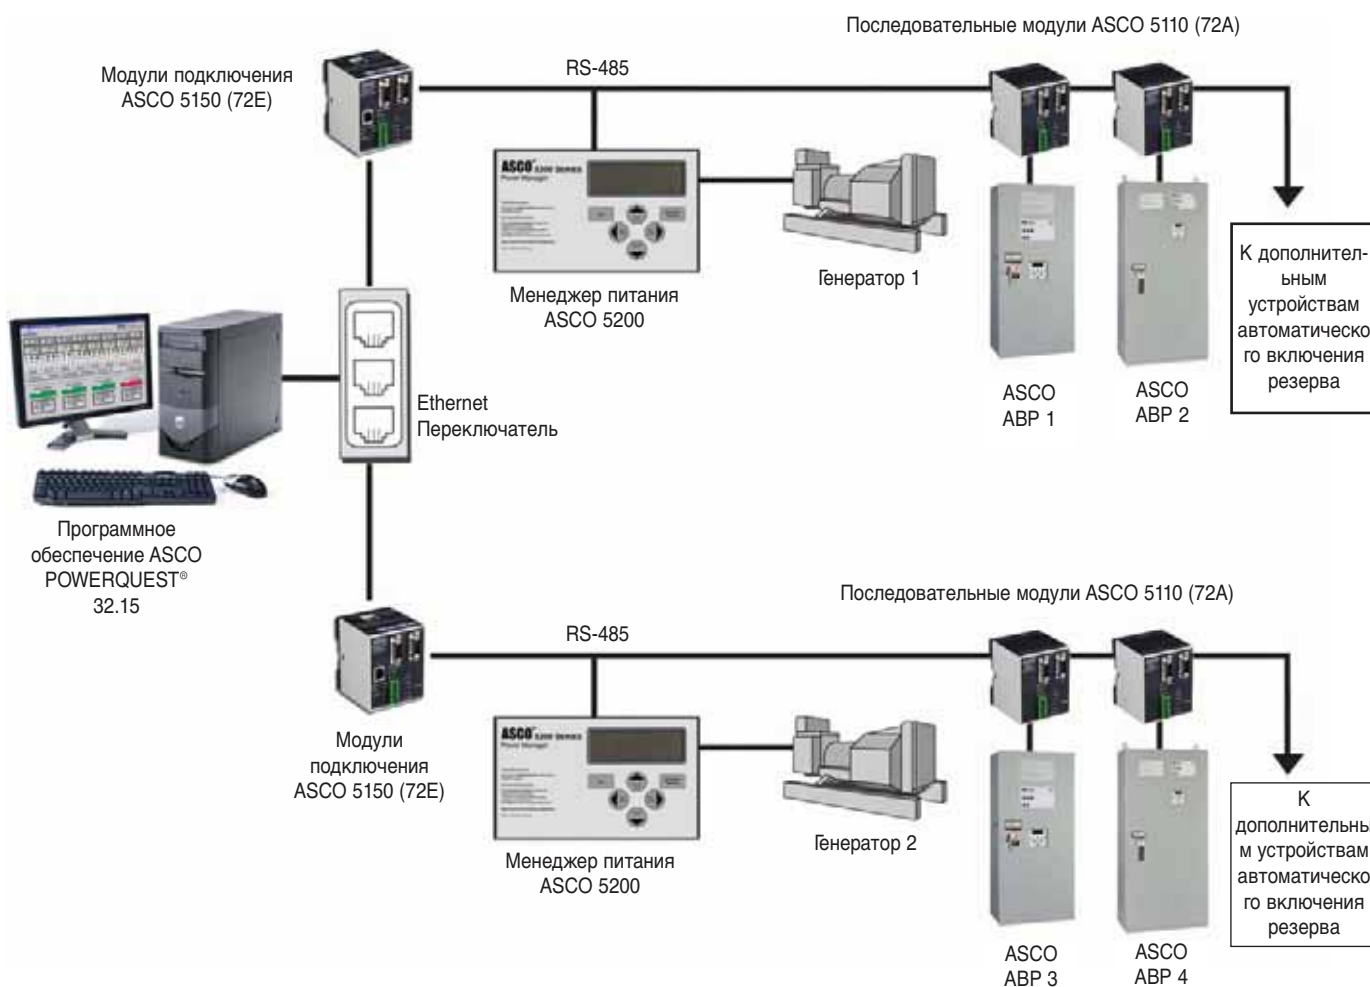 Последовательные модули ASCO 5110 (72A)
Модули подключения
ASCO 5150 (72E)
RS-485
ASCO® 5200 SERIES
Power Manager
Генератор 1
Менеджер питания
ASCO 5200
К дополнител-
ьным
устройствам
автоматическо
го включения
резерва
ASCO
АВР 1
ASCO
АВР 2
Ethernet
Переключатель
Программное
обеспечение ASCO
POWERQUEST®
32.15
Последовательные модули ASCO 5110 (72A)
RS-485
Модули
подключения
ASCO 5150 (72E)
ASCO® 5200 SERIES
Power Manager
Генератор 2
Менеджер питания
ASCO 5200
К
дополнительны
м устройствам
автоматическо
го включения
резерва
ASCO
АВР 3
ASCO
АВР 4